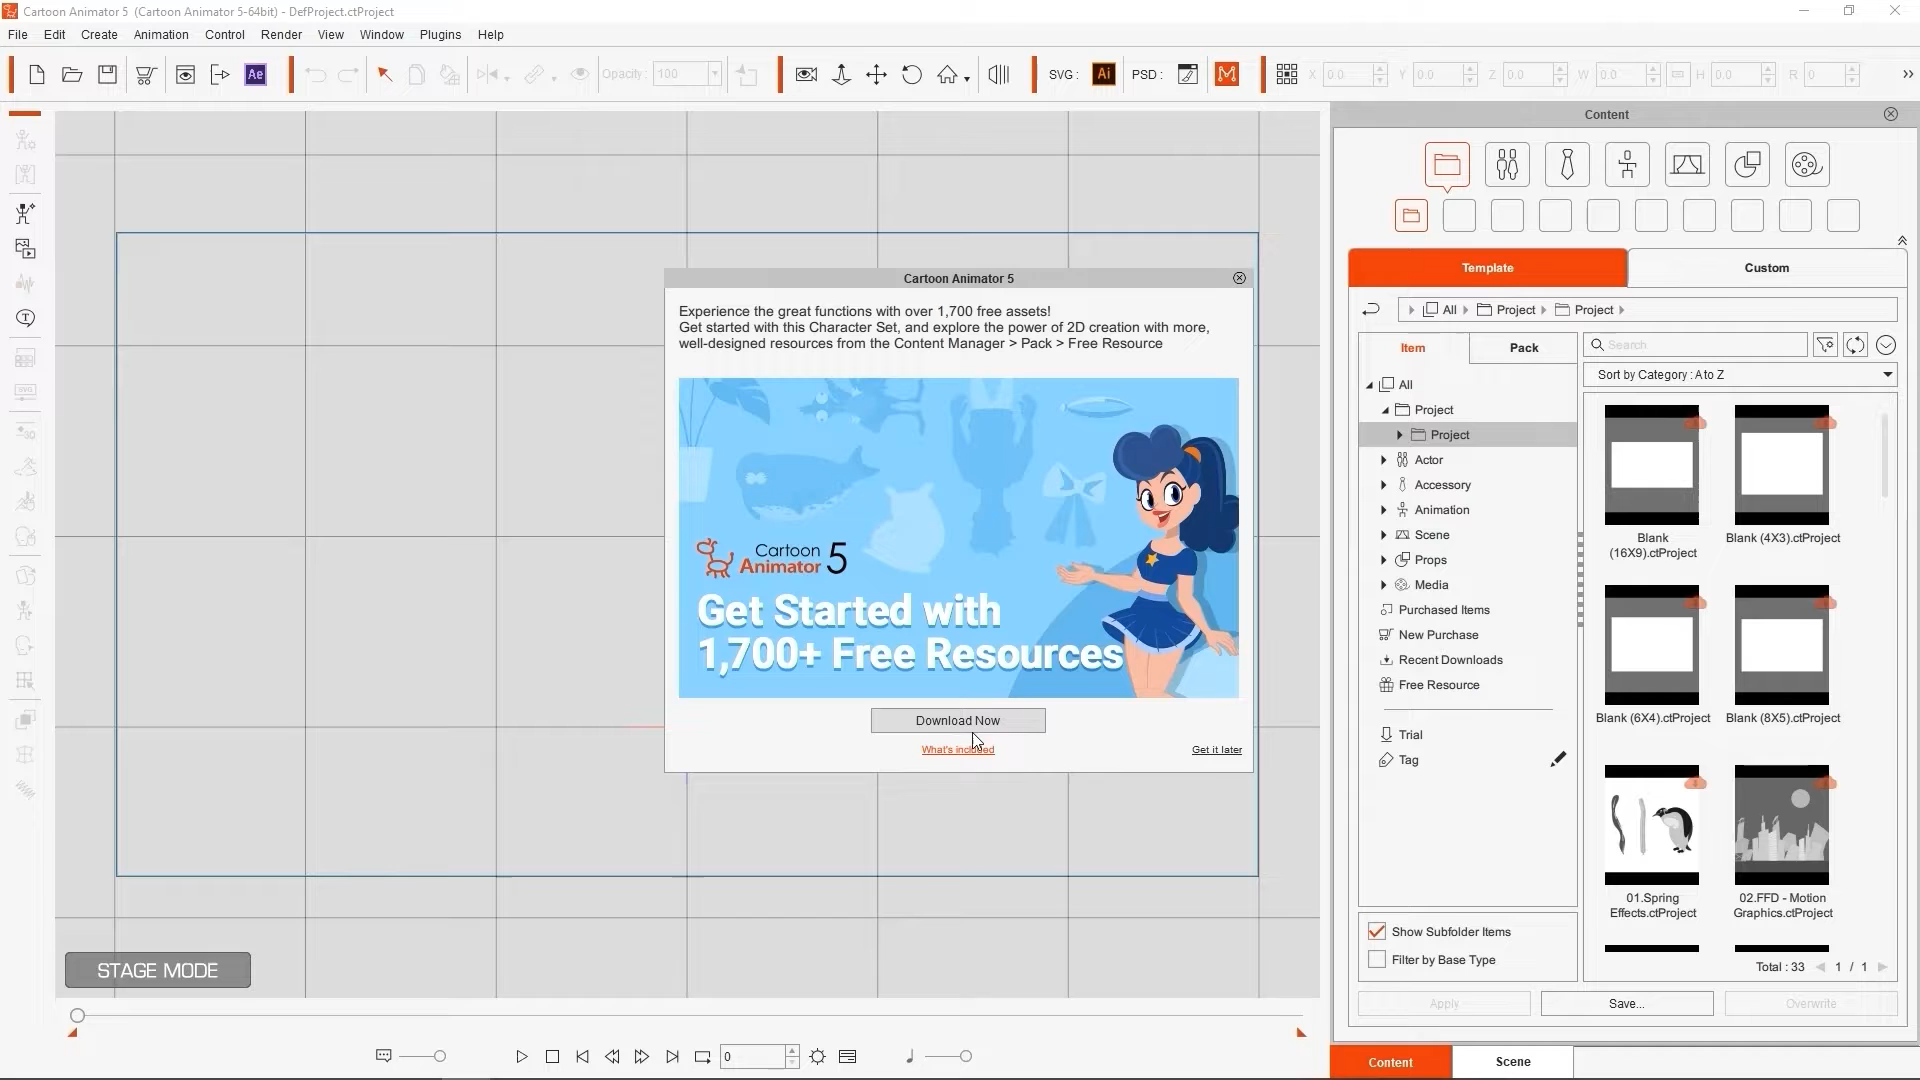 Cartoon Animator 5  (Cartoon Animator 5-64bit) - DefProject.ctProject
File Edit Create Animation Control Render View Window Plugins Help
Ae Opacity : 100 SVG : Ai PSD : X 0.0 Y 0.0 Z 0.0 W 0.0 H 0.0 R 0
Content
Template Custom
All Project Project
Item Pack Search
Sort by Category : A to Z
All
Project
Project
Actor
Accessory
Animation
Scene
Props
Media
Purchased Items
New Purchase
Recent Downloads
Free Resource
Trial
Tag
Blank (16X9).ctProject
Blank (4X3).ctProject
Blank (6X4).ctProject
Blank (8X5).ctProject
01.Spring Effects.ctProject
02.FFD - Motion Graphics.ctProject
Show Subfolder Items
Filter by Base Type
Total : 33 1 / 1
Apply Save... Overwrite
Content Scene
Cartoon Animator 5
Experience the great functions with over 1,700 free assets!
Get started with this Character Set, and explore the power of 2D creation with more,
well-designed resources from the Content Manager > Pack > Free Resource
Cartoon
Animator 5
Get Started with
1,700+ Free Resources
Download Now
What's included
Get it later
STAGE MODE
0